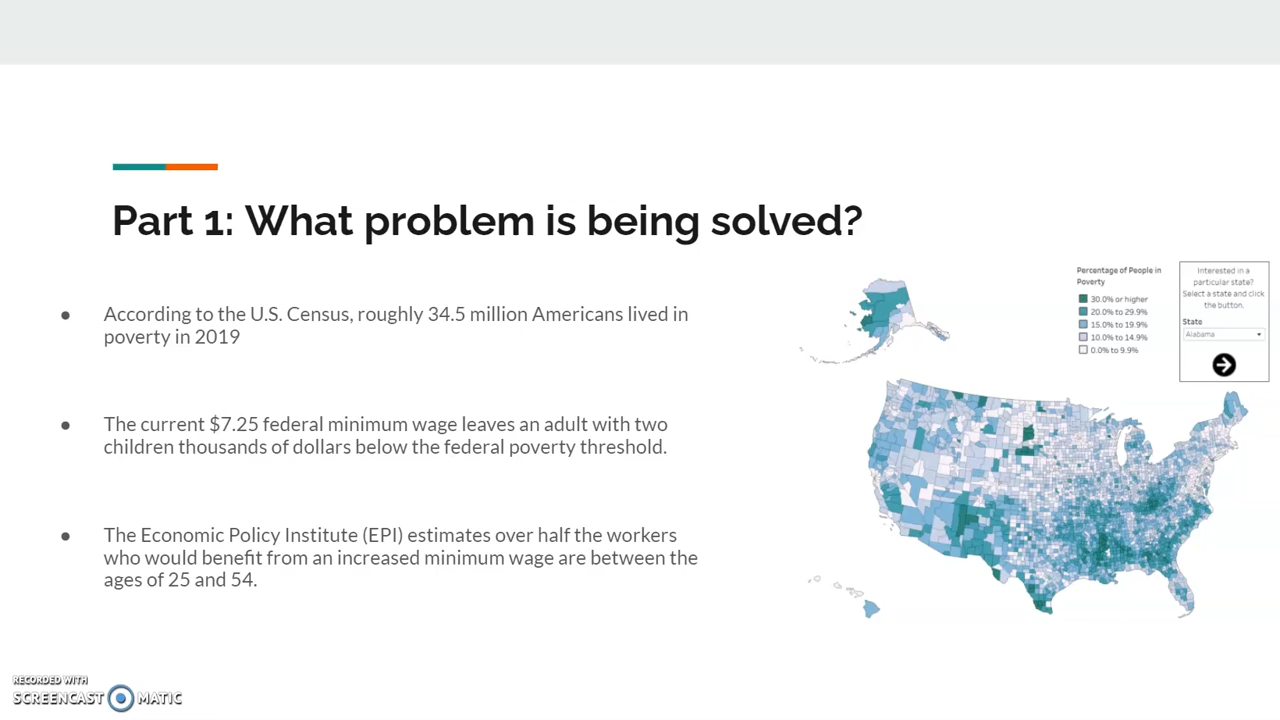 Part 1: What problem is being solved?
● According to the U.S. Census, roughly 34.5 million Americans lived in
poverty in 2019
● The current $7.25 federal minimum wage leaves an adult with two
children thousands of dollars below the federal poverty threshold.
● The Economic Policy Institute (EPI) estimates over half the workers
who would benefit from an increased minimum wage are between the
ages of 25 and 54.
Percentage of People in
Poverty
30.0% or higher
20.0% to 29.9%
15.0% to 19.9%
10.0% to 14.9%
0.0% to 9.9%
Interested in a
particular state?
Select a state and click
the button.
State
Alabama
RECORDED WITH
SCREENCAST MATIC